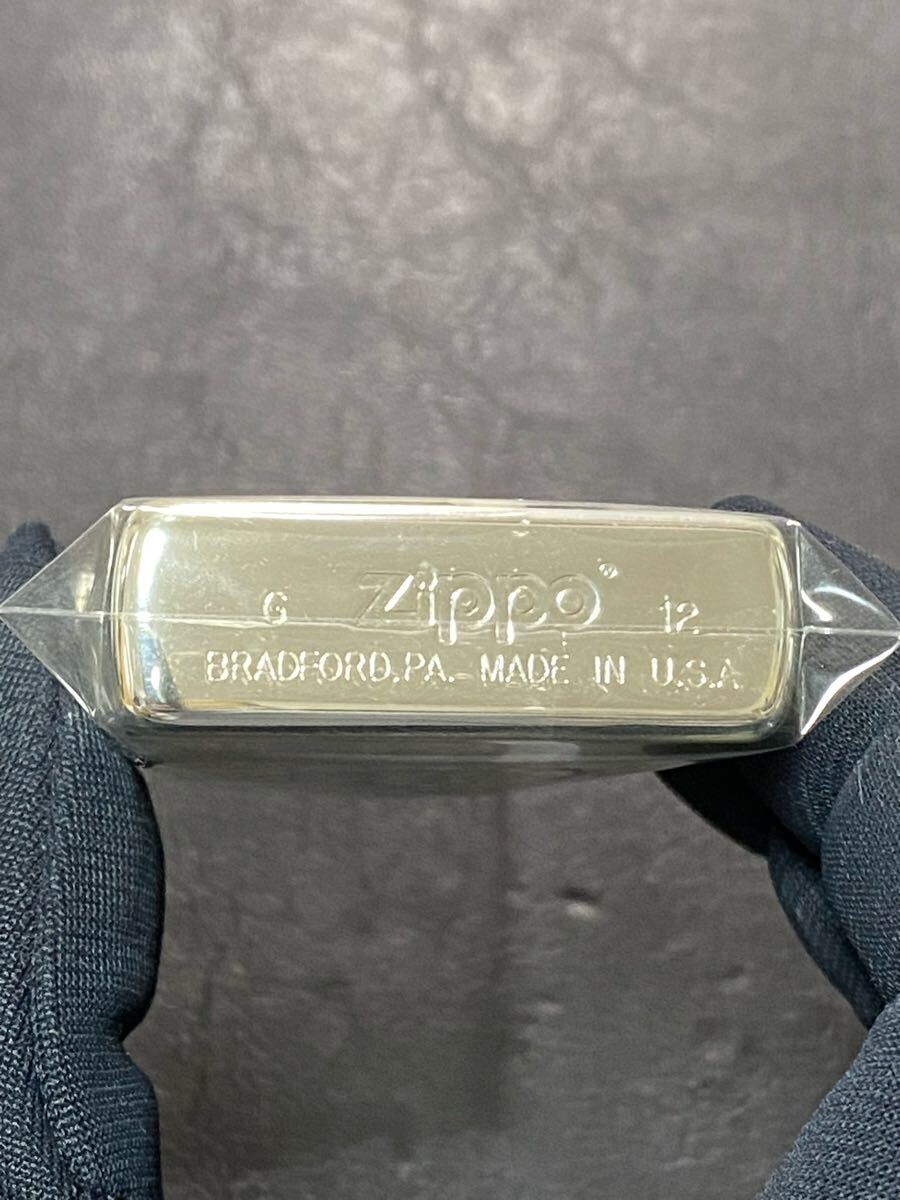 G Zippo® 12
BRADFORD,PA. MADE IN U.S.A